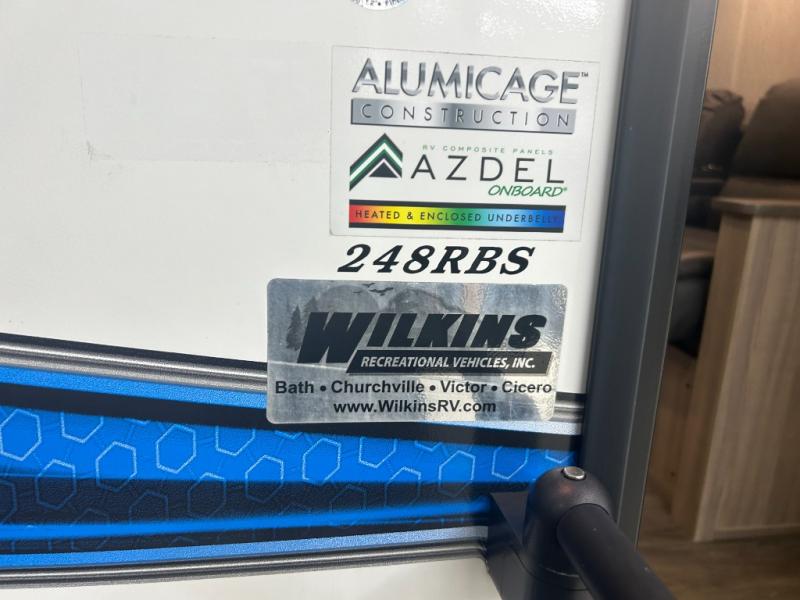 ALUMICAGE™
CONSTRUCTION
RV COMPOSITE PANELS
AZDEL
ONBOARD®
HEATED & ENCLOSED UNDERBELLY
248RBS
WILKINS
RECREATIONAL VEHICLES, INC.
Bath • Churchville • Victor • Cicero
www.WilkinsRV.com